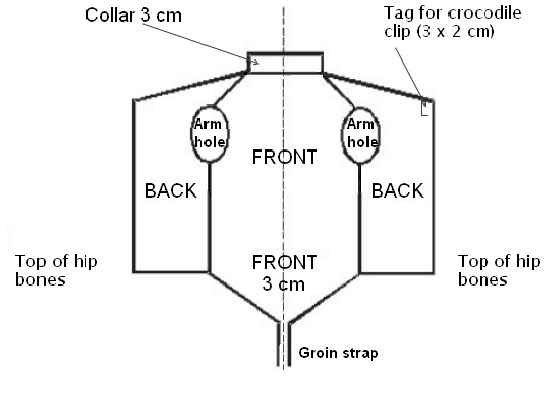 Collar 3 cm
Tag for crocodile
clip (3 x 2 cm)
Arm
hole
Arm
hole
FRONT
BACK
BACK
Top of hip
bones
FRONT
3 cm
Top of hip
bones
Groin strap